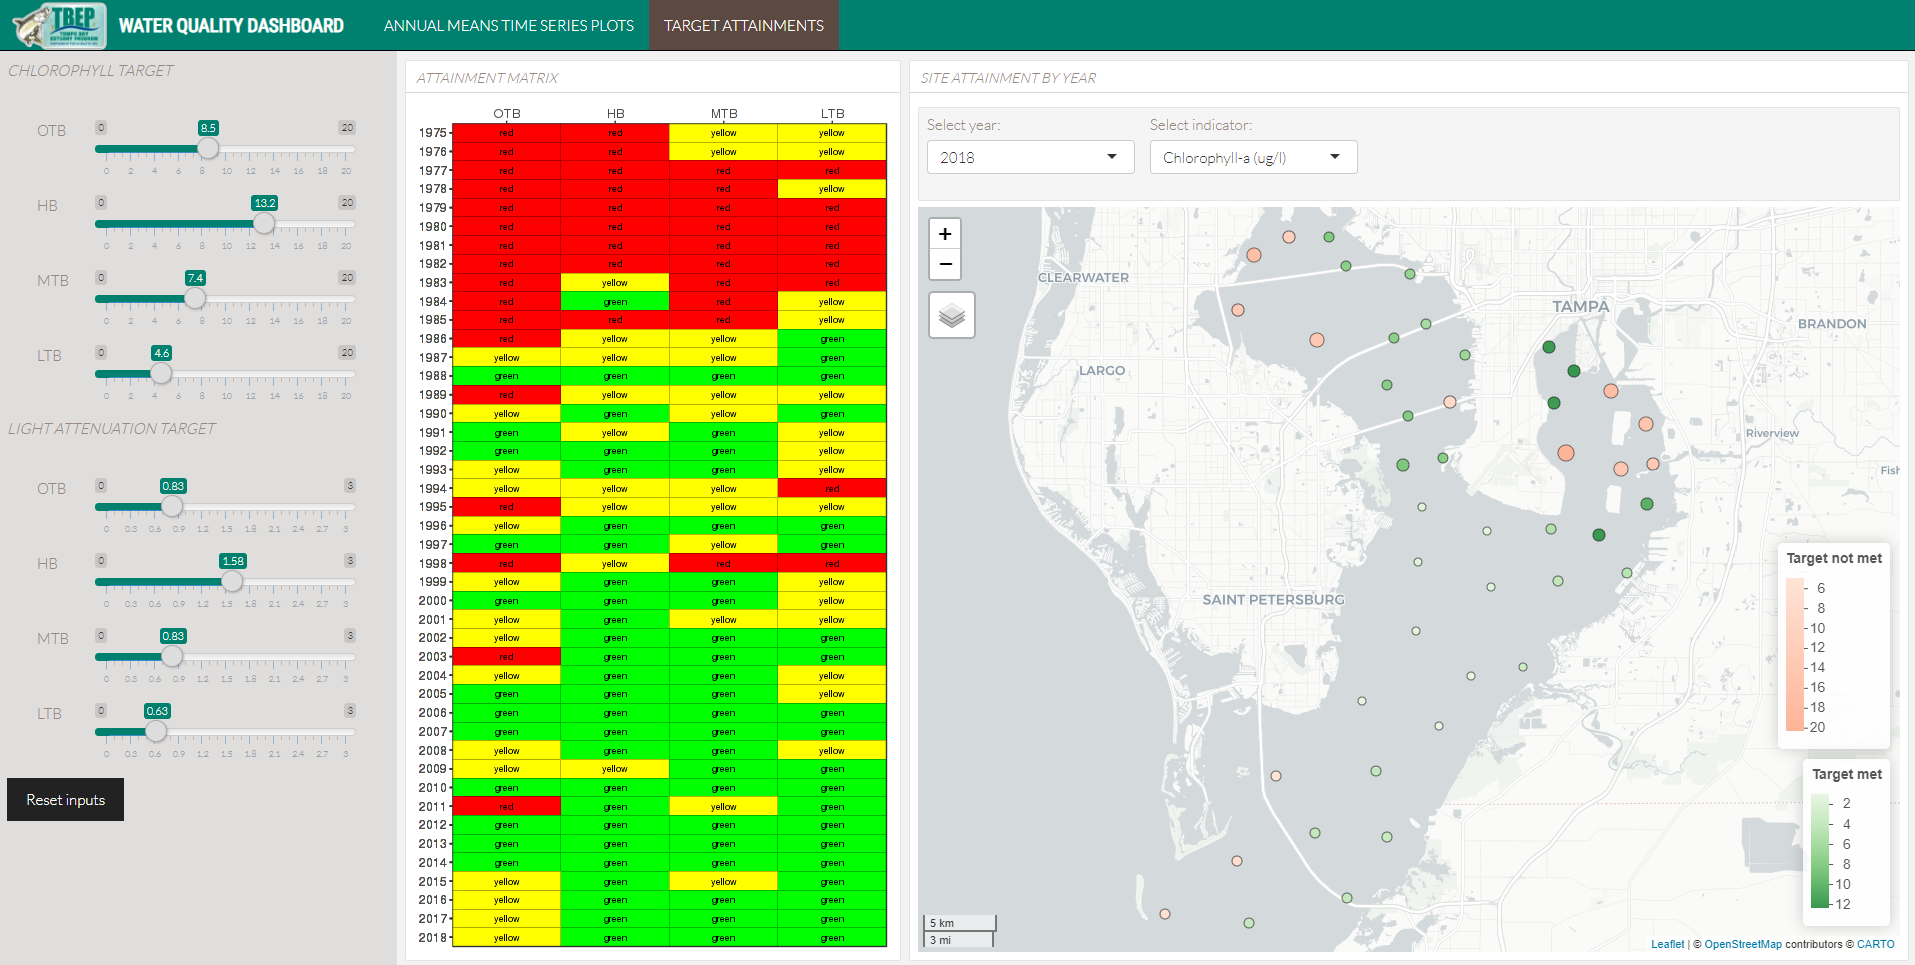 TBEP
TAMPA BAY
ESTUARY PROGRAM
WATER QUALITY DASHBOARD
ANNUAL MEANS TIME SERIES PLOTS
TARGET ATTAINMENTS
CHLOROPHYLL TARGET
OTB 0 8.5 20
0 2 4 6 8 10 12 14 16 18 20
HB 0 13.2 20
0 2 4 6 8 10 12 14 16 18 20
MTB 0 7.4 20
0 2 4 6 8 10 12 14 16 18 20
LTB 0 4.6 20
0 2 4 6 8 10 12 14 16 18 20
LIGHT ATTENUATION TARGET
OTB 0 0.83 3
0 0.3 0.6 0.9 1.2 1.5 1.8 2.1 2.4 2.7 3
HB 0 1.58 3
0 0.3 0.6 0.9 1.2 1.5 1.8 2.1 2.4 2.7 3
MTB 0 0.83 3
0 0.3 0.6 0.9 1.2 1.5 1.8 2.1 2.4 2.7 3
LTB 0 0.63 3
0 0.3 0.6 0.9 1.2 1.5 1.8 2.1 2.4 2.7 3
Reset inputs
ATTAINMENT MATRIX
OTB HB MTB LTB
1975 red red yellow yellow
1976 red red yellow yellow
1977 red red red red
1978 red red red yellow
1979 red red red red
1980 red red red red
1981 red red red red
1982 red red red red
1983 red yellow red red
1984 red green red yellow
1985 red red red yellow
1986 red yellow yellow green
1987 yellow yellow yellow green
1988 green green green green
1989 red yellow yellow yellow
1990 yellow green yellow green
1991 green yellow green yellow
1992 green green green yellow
1993 yellow green green yellow
1994 yellow yellow yellow red
1995 red yellow yellow yellow
1996 yellow green green green
1997 green green yellow green
1998 red yellow red red
1999 yellow green green yellow
2000 green green green yellow
2001 yellow green yellow yellow
2002 yellow green green green
2003 red green green green
2004 yellow green green yellow
2005 green green green yellow
2006 green green green green
2007 green green green green
2008 yellow green green yellow
2009 yellow yellow green green
2010 green green green green
2011 red green yellow green
2012 green green green green
2013 green green green green
2014 green green green green
2015 yellow green yellow green
2016 yellow green green green
2017 yellow green green green
2018 yellow green green green
SITE ATTAINMENT BY YEAR
Select year: Select indicator:
2018 Chlorophyll-a (ug/l)
+
−
CLEARWATER
TAMPA
BRANDON
LARGO
Riverview
Fish
SAINT PETERSBURG
Target not met
6
8
10
12
14
16
18
20
Target met
2
4
6
8
10
12
5 km
3 mi
Leaflet | © OpenStreetMap contributors © CARTO